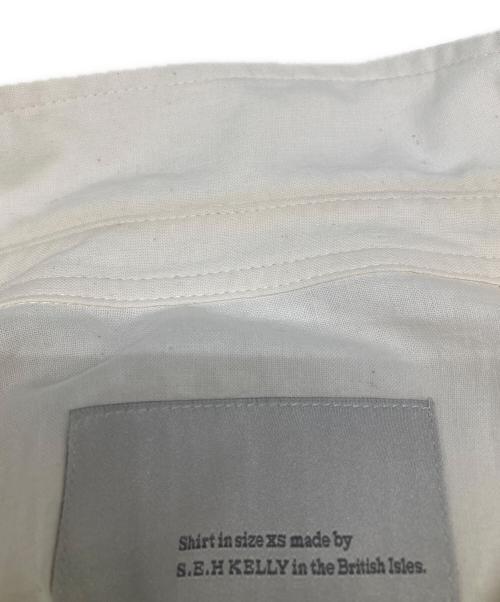 Shirt in size XS made by
S.E.H KELLY in the British Isles.